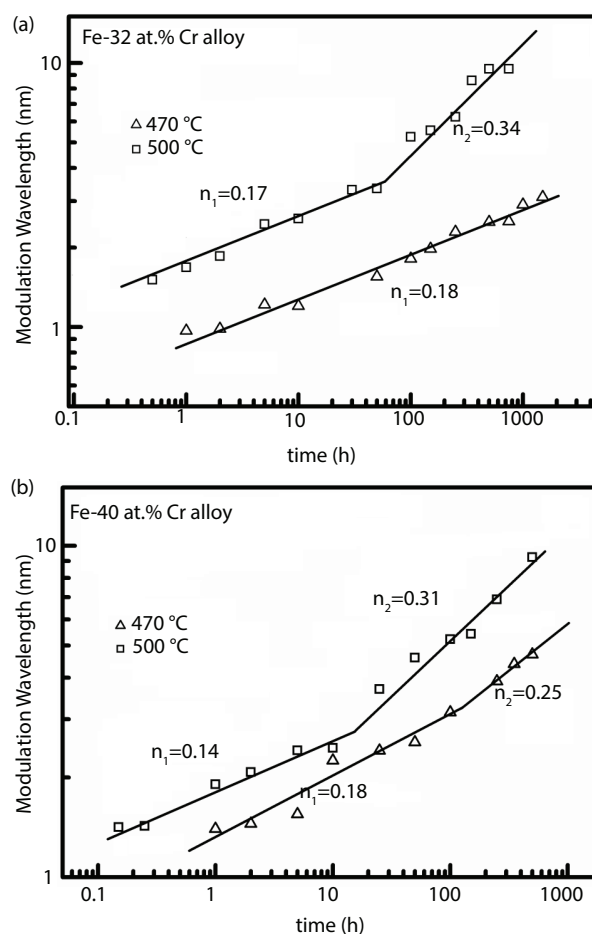 (a)
Fe-32 at.% Cr alloy
10
△ 470 °C
□ 500 °C
n₂=0.34
n₁=0.17
n₁=0.18
1
Modulation Wavelength (nm)
0.1 1 10 100 1000
time (h)
(b)
Fe-40 at.% Cr alloy
10
n₂=0.31
△ 470 °C
□ 500 °C
n₂=0.25
n₁=0.14
n₁=0.18
1
Modulation Wavelength (nm)
0.1 1 10 100 1000
time (h)